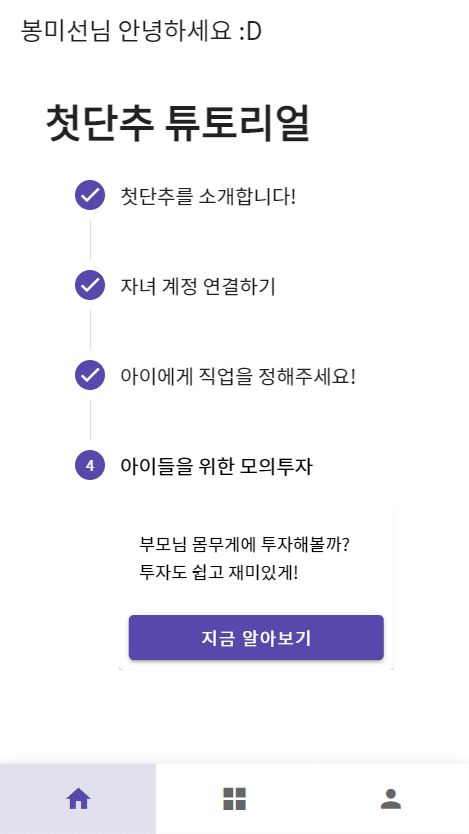 봉미선님 안녕하세요 :D
첫단추 튜토리얼
첫단추를 소개합니다!
자녀 계정 연결하기
아이에게 직업을 정해주세요!
4 아이들을 위한 모의투자
부모님 몸무게에 투자해볼까?
투자도 쉽고 재미있게!
지금 알아보기